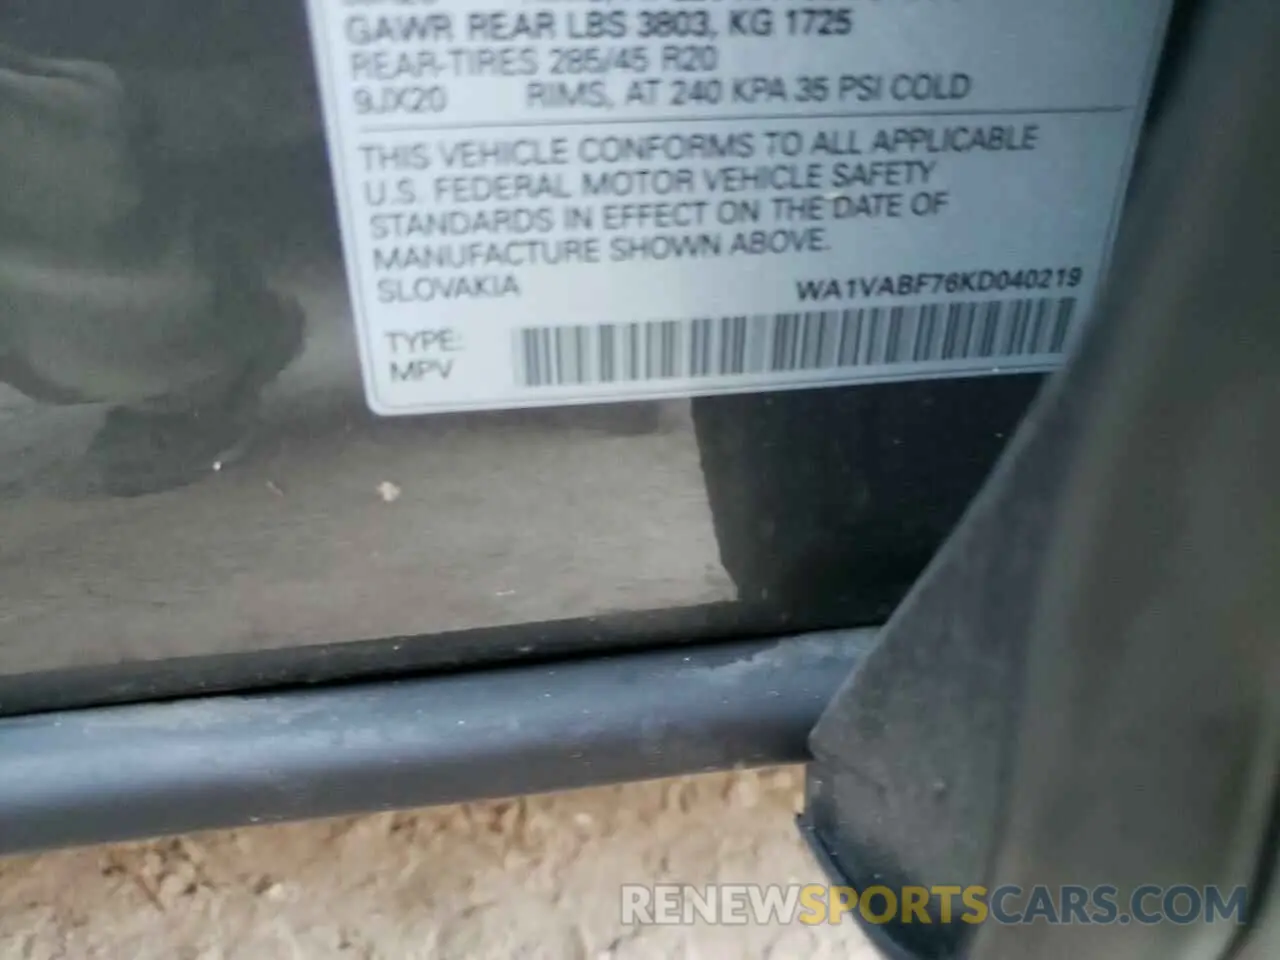 GAWR REAR LBS 3803, KG 1725
REAR-TIRES 285/45 R20
9JX20 RIMS, AT 240 KPA 35 PSI COLD
THIS VEHICLE CONFORMS TO ALL APPLICABLE
U.S. FEDERAL MOTOR VEHICLE SAFETY
STANDARDS IN EFFECT ON THE DATE OF
MANUFACTURE SHOWN ABOVE.
SLOVAKIA WA1VABF76KD040219
TYPE:
MPV
RENEWSPORTSCARS.COM